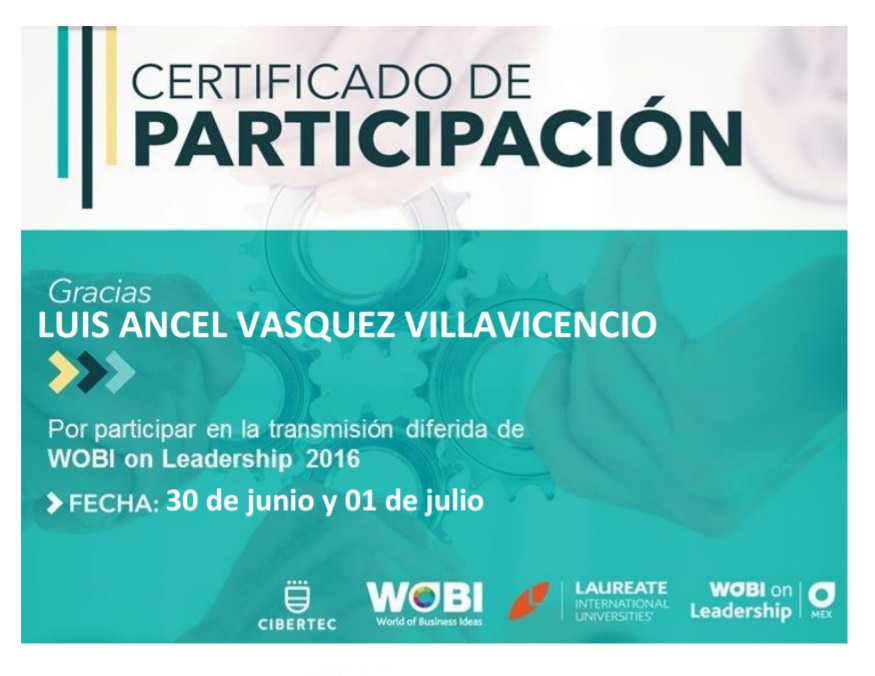 CERTIFICADO DE
PARTICIPACIÓN
Gracias
LUIS ANCEL VASQUEZ VILLAVICENCIO
Por participar en la transmisión diferida de
WOBI on Leadership 2016
FECHA: 30 de junio y 01 de julio
CIBERTEC
WOBI
World of Business Ideas
LAUREATE
INTERNATIONAL
UNIVERSITIES®
WOBI on
Leadership
MEX